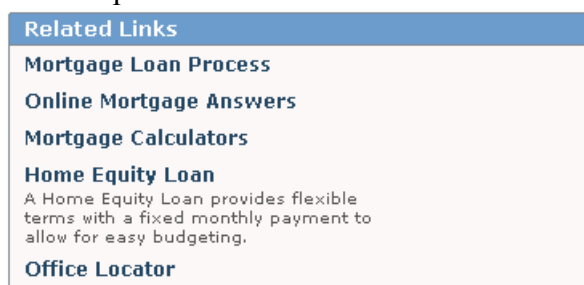 Related Links
Mortgage Loan Process
Online Mortgage Answers
Mortgage Calculators
Home Equity Loan
A Home Equity Loan provides flexible
terms with a fixed monthly payment to
allow for easy budgeting.
Office Locator